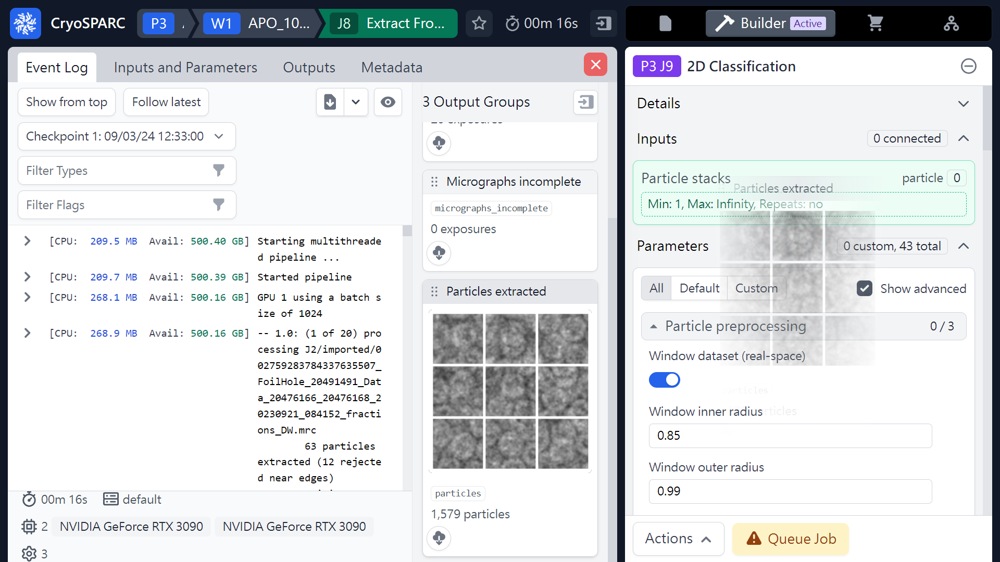 CryoSPARC
P3
W1 APO_10...
J8 Extract Fro...
00m 16s
Builder Active
Event Log
Inputs and Parameters
Outputs
Metadata
Show from top
Follow latest
Checkpoint 1: 09/03/24 12:33:00
Filter Types
Filter Flags
[CPU: 209.5 MB Avail: 500.40 GB] Starting multithreade
d pipeline ...
[CPU: 209.7 MB Avail: 500.39 GB] Started pipeline
[CPU: 268.1 MB Avail: 500.16 GB] GPU 1 using a batch s
ize of 1024
[CPU: 268.9 MB Avail: 500.16 GB] -- 1.0: (1 of 20) pro
cessing J2/imported/0
02759283784337635507_
FoilHole_20491491_Dat
a_20476166_20476168_2
0230921_084152_fracti
ons_DW.mrc
63 particles
extracted (12 rejecte
d near edges)
00m 16s
default
2 NVIDIA GeForce RTX 3090 NVIDIA GeForce RTX 3090
3
3 Output Groups
20 exposures
Micrographs incomplete
micrographs_incomplete
0 exposures
Particles extracted
particles
1,579 particles
P3 J9 2D Classification
Details
Inputs
0 connected
Particle stacks
particle 0
Particles extracted
Min: 1, Max: Infinity, Repeats: no
Parameters
0 custom, 43 total
All Default Custom
Show advanced
Particle preprocessing
0 / 3
Window dataset (real-space)
particles
Window inner radius
particles
0.85
Window outer radius
0.99
Actions
Queue Job